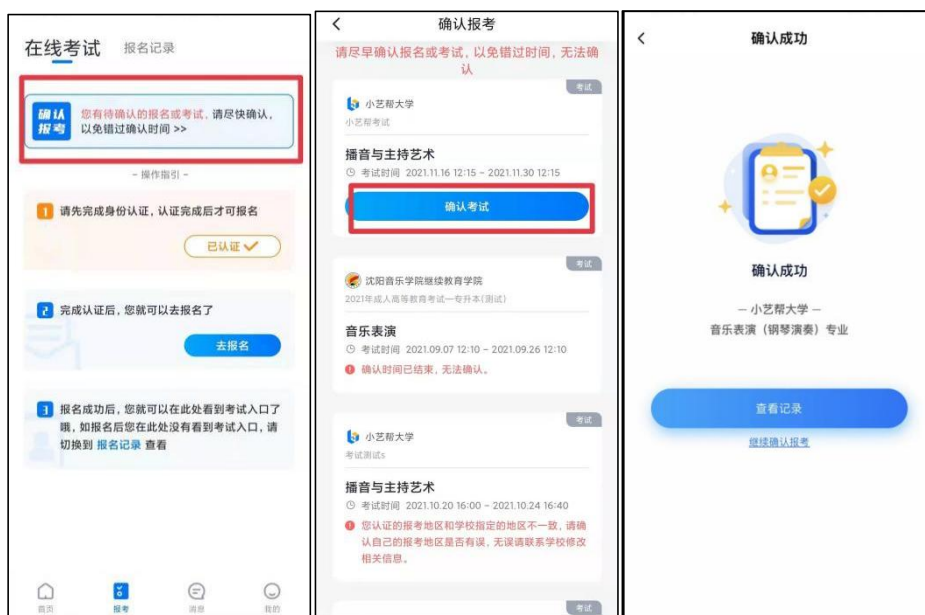 在线考试 报名记录
确认
报考
您有待确认的报名或考试，请尽快确认，
以免错过确认时间 >>
- 操作指引 -
1 请先完成身份认证，认证完成后才可报名
已认证
2 完成认证后，您就可以去报名了
去报名
3 报名成功后，您就可以在此处看到考试入口了
哦，如报名后您在此处没有看到考试入口，请
切换到 报名记录 查看
首页 报考 消息 我的
确认报考
请尽早确认报名或考试，以免错过时间，无法确
认
考试
小艺帮大学
小艺帮考试
播音与主持艺术
考试时间 2021.11.16 12:15 - 2021.11.30 12:15
确认考试
考试
沈阳音乐学院继续教育学院
2021年成人高等教育考试—专升本(测试)
音乐表演
考试时间 2021.09.07 12:10 - 2021.09.26 12:10
确认时间已结束，无法确认。
考试
小艺帮大学
考试测试s
播音与主持艺术
考试时间 2021.10.20 16:00 - 2021.10.24 16:40
您认证的报考地区和学校指定的地区不一致，请确
认自己的报考地区是否有误，无误请联系学校修改
相关信息。
考试
确认成功
确认成功
— 小艺帮大学 —
音乐表演（钢琴演奏）专业
查看记录
继续确认报考